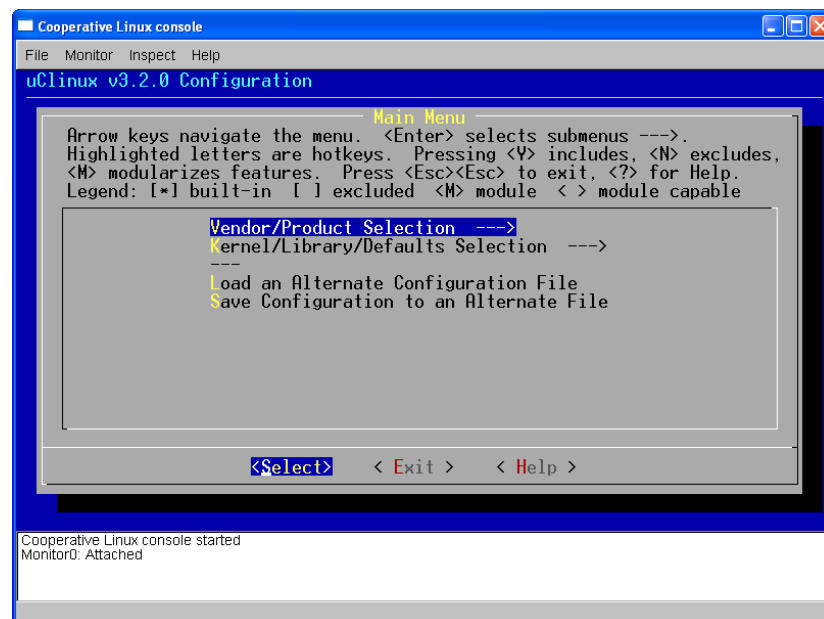 Cooperative Linux console
File Monitor Inspect Help
uClinux v3.2.0 Configuration
Main Menu
Arrow keys navigate the menu. <Enter> selects submenus --->.
Highlighted letters are hotkeys. Pressing <Y> includes, <N> excludes,
<M> modularizes features. Press <Esc><Esc> to exit, <?> for Help.
Legend: [*] built-in [ ] excluded <M> module < > module capable
Vendor/Product Selection --->
Kernel/Library/Defaults Selection --->
---
Load an Alternate Configuration File
Save Configuration to an Alternate File
<Select> < Exit > < Help >
Cooperative Linux console started
Monitor0: Attached